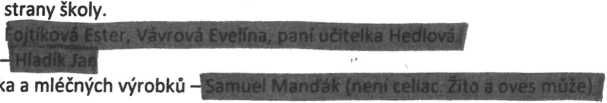 strany školy.
Fojtíková Ester, Vávrová Evelína, paní učitelka Hedlová
– Hladík Jan
ka a mléčných výrobků – Samuel Manďák (není celiac. Žito a oves může)